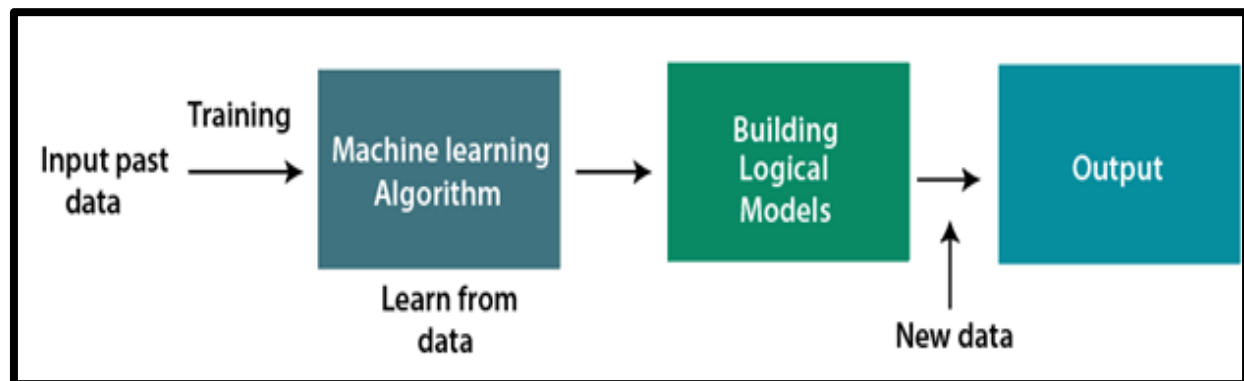 Training
Input past
data
Machine learning
Algorithm
Learn from
data
Building
Logical
Models
New data
Output